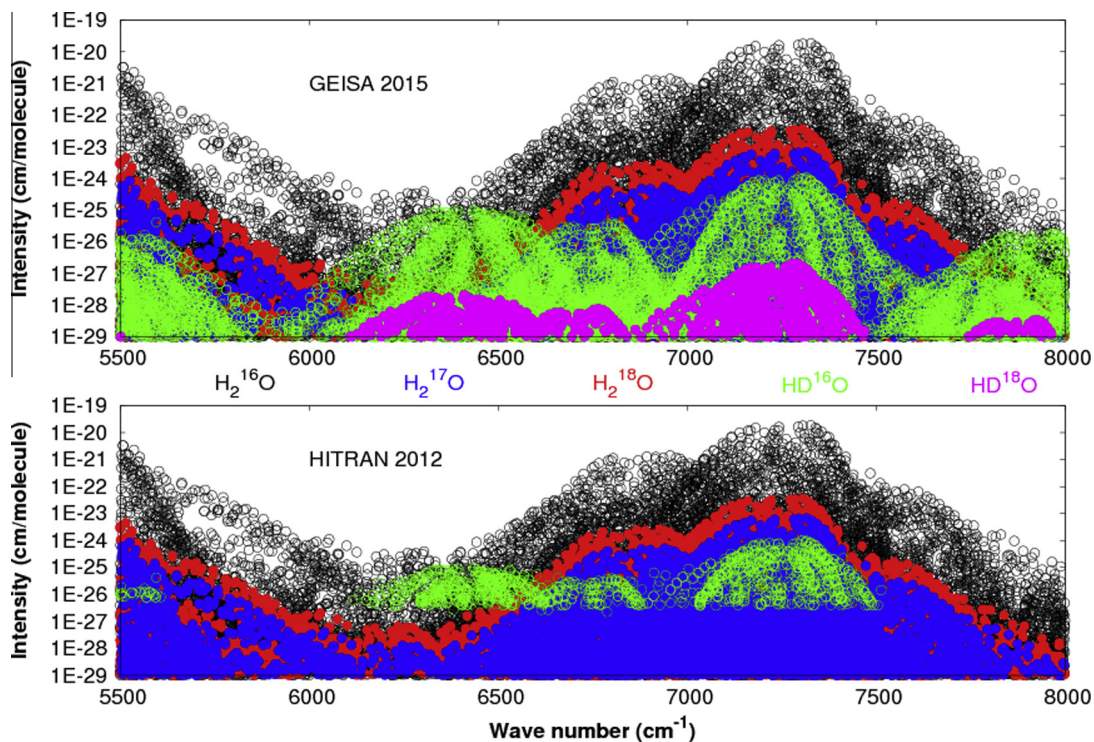 1E-19
1E-20
1E-21
1E-22
1E-23
1E-24
1E-25
1E-26
1E-27
1E-28
1E-29
Intensity (cm/molecule)
GEISA 2015
5500 6000 6500 7000 7500 8000
H₂¹⁶O H₂¹⁷O H₂¹⁸O HD¹⁶O HD¹⁸O
1E-19
1E-20
1E-21
1E-22
1E-23
1E-24
1E-25
1E-26
1E-27
1E-28
1E-29
Intensity (cm/molecule)
HITRAN 2012
5500 6000 6500 7000 7500 8000
Wave number (cm⁻¹)